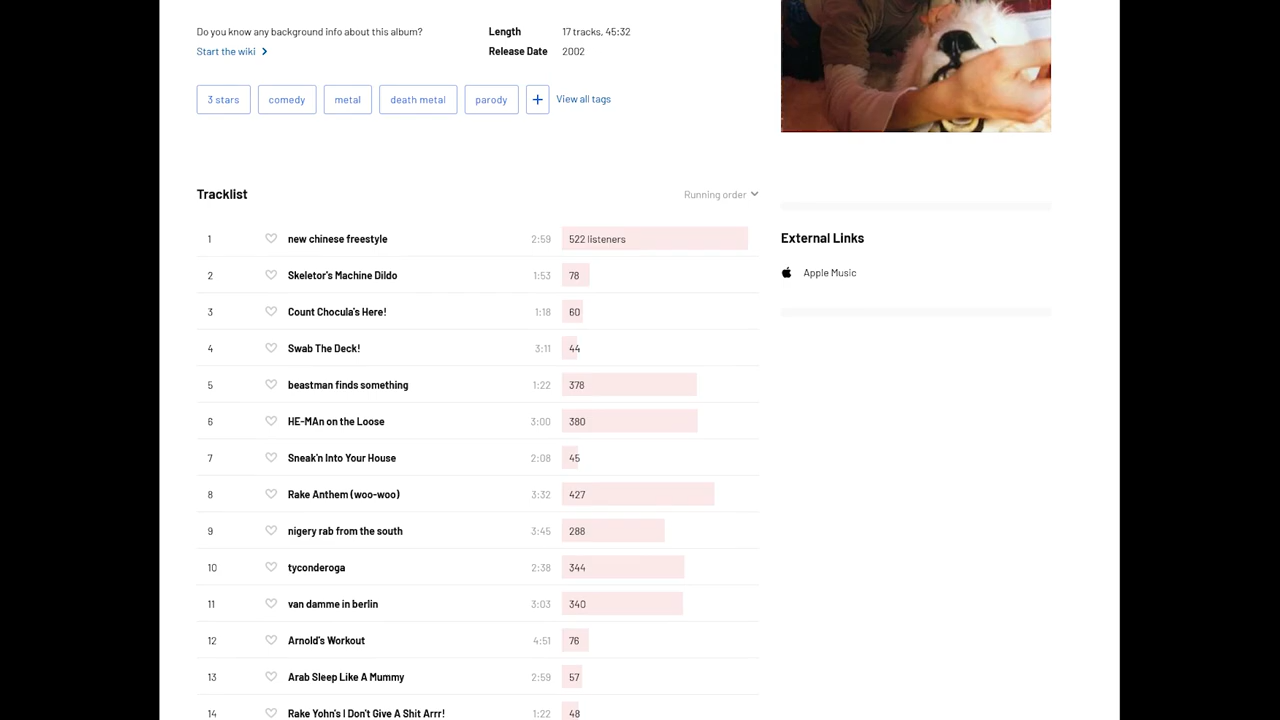 Do you know any background info about this album?
Start the wiki
Length 17 tracks, 45:32
Release Date 2002
3 stars comedy metal death metal parody + View all tags
Tracklist Running order
1 new chinese freestyle 2:59 522 listeners
2 Skeletor's Machine Dildo 1:53 78
3 Count Chocula's Here! 1:18 60
4 Swab The Deck! 3:11 44
5 beastman finds something 1:22 378
6 HE-MAn on the Loose 3:00 380
7 Sneak'n Into Your House 2:08 45
8 Rake Anthem (woo-woo) 3:32 427
9 nigery rab from the south 3:45 288
10 tyconderoga 2:38 344
11 van damme in berlin 3:03 340
12 Arnold's Workout 4:51 76
13 Arab Sleep Like A Mummy 2:59 57
14 Rake Yohn's I Don't Give A Shit Arrr! 1:22 48
External Links
Apple Music